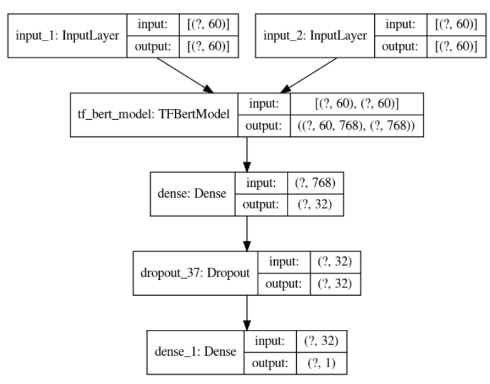 input_1: InputLayer
input: [(?, 60)]
output: [(?, 60)]
input_2: InputLayer
input: [(?, 60)]
output: [(?, 60)]
tf_bert_model: TFBertModel
input: [(?, 60), (?, 60)]
output: ((?, 60, 768), (?, 768))
dense: Dense
input: (?, 768)
output: (?, 32)
dropout_37: Dropout
input: (?, 32)
output: (?, 32)
dense_1: Dense
input: (?, 32)
output: (?, 1)